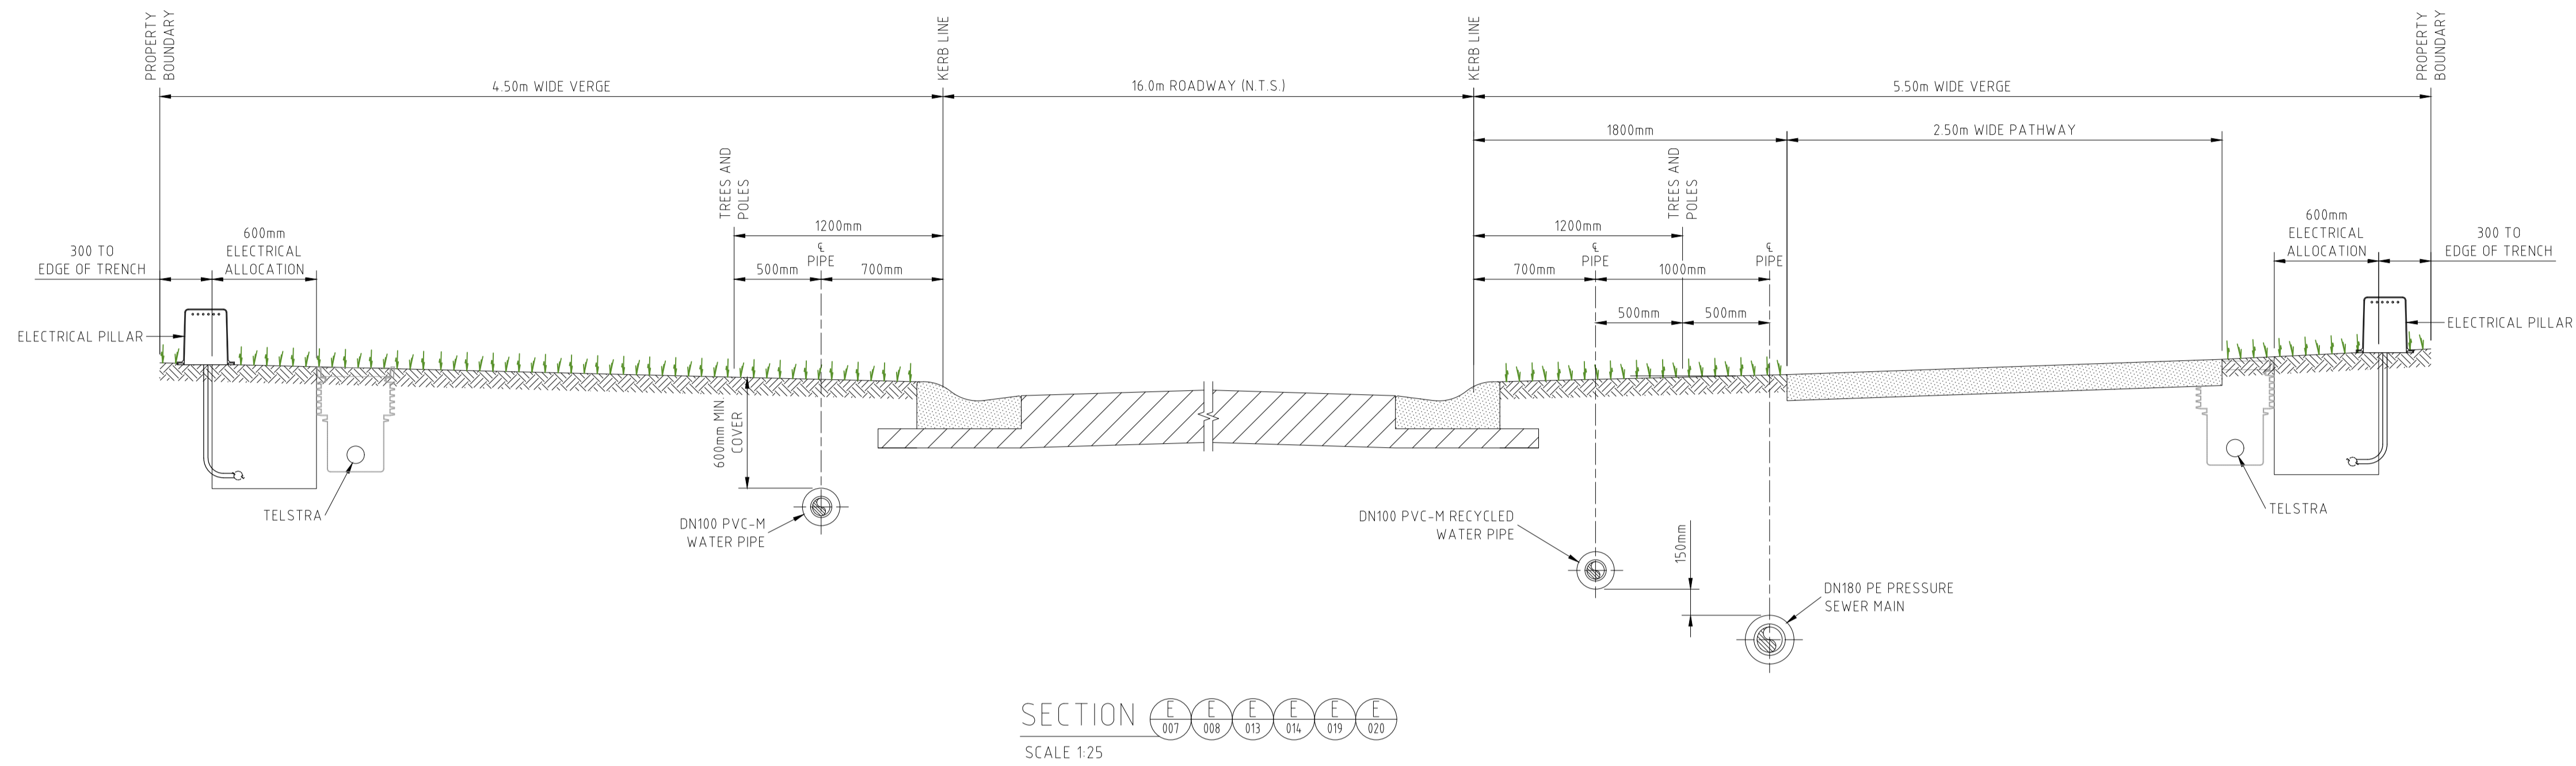 PROPERTY
BOUNDARY
KERB LINE
KERB LINE
PROPERTY
BOUNDARY
4.50m WIDE VERGE
16.0m ROADWAY (N.T.S.)
5.50m WIDE VERGE
1800mm
2.50m WIDE PATHWAY
TREES AND
POLES
TREES AND
POLES
300 TO
EDGE OF TRENCH
600mm
ELECTRICAL
ALLOCATION
1200mm
℄
PIPE
500mm
700mm
1200mm
℄
PIPE
℄
PIPE
700mm
1000mm
500mm
500mm
600mm
ELECTRICAL
ALLOCATION
300 TO
EDGE OF TRENCH
ELECTRICAL PILLAR
ELECTRICAL PILLAR
600mm MIN.
COVER
TELSTRA
DN100 PVC-M
WATER PIPE
DN100 PVC-M RECYCLED
WATER PIPE
150mm
TELSTRA
DN180 PE PRESSURE
SEWER MAIN
SECTION
E
007
E
008
E
013
E
014
E
019
E
020
SCALE 1:25